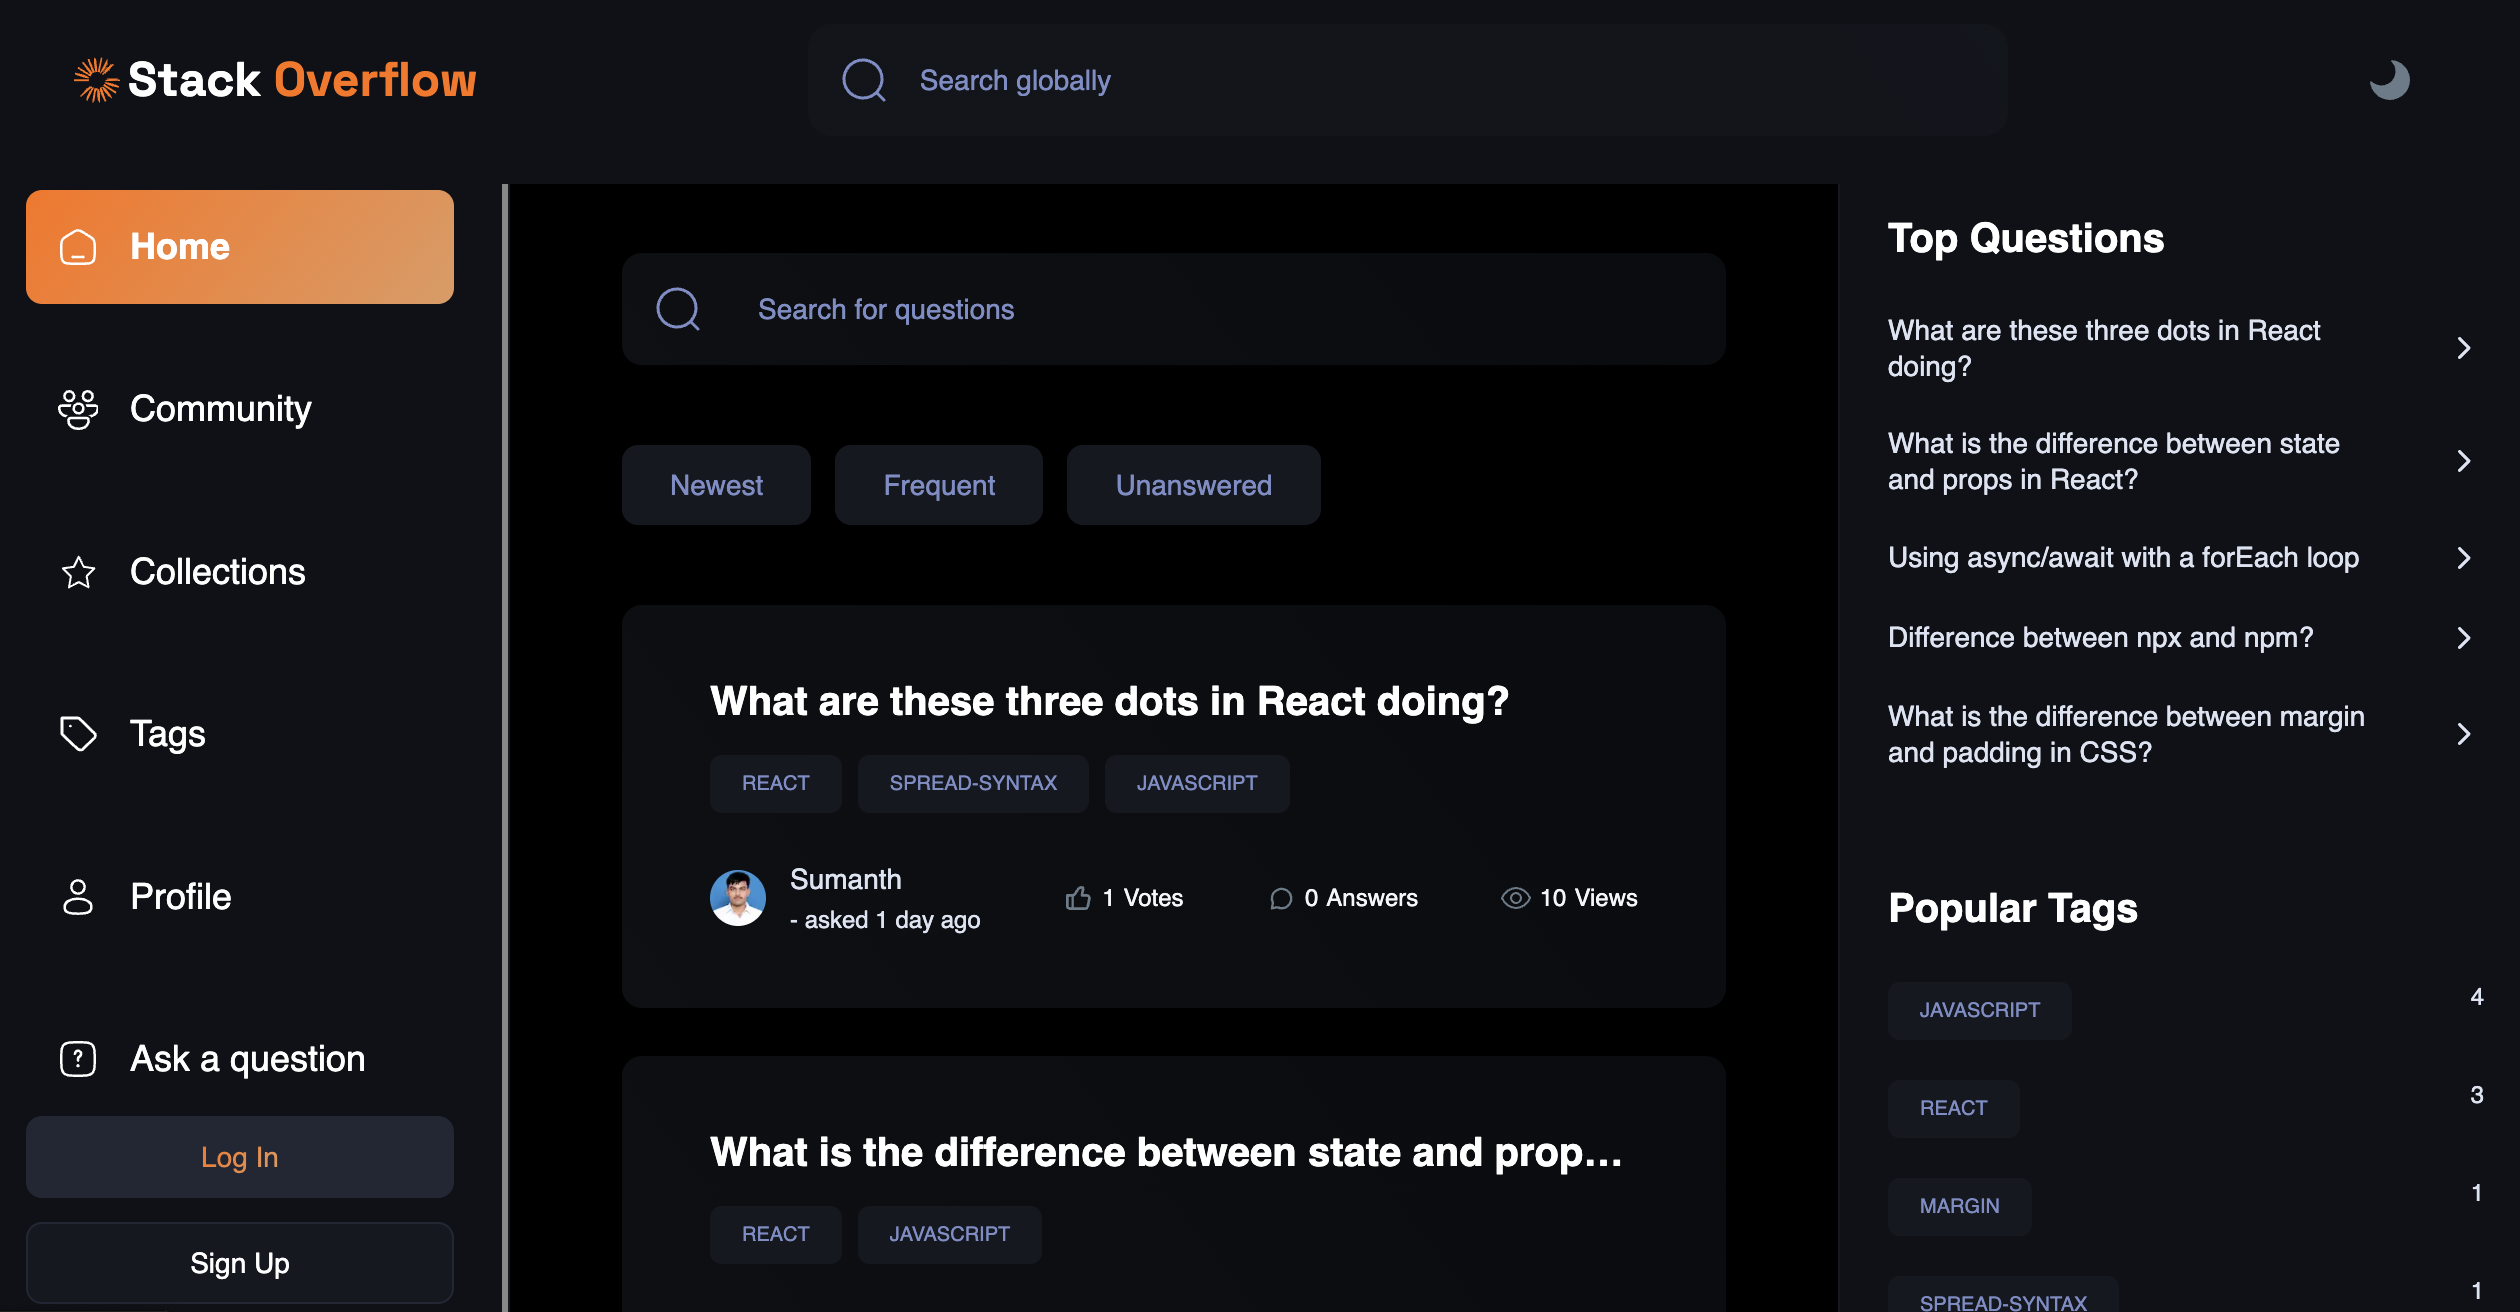 Stack Overflow
Search globally
Home
Community
Collections
Tags
Profile
Ask a question
Log In
Sign Up
Search for questions
Newest
Frequent
Unanswered
What are these three dots in React doing?
REACT
SPREAD-SYNTAX
JAVASCRIPT
Sumanth
- asked 1 day ago
1 Votes
0 Answers
10 Views
What is the difference between state and prop...
REACT
JAVASCRIPT
Top Questions
What are these three dots in React
doing?
What is the difference between state
and props in React?
Using async/await with a forEach loop
Difference between npx and npm?
What is the difference between margin
and padding in CSS?
Popular Tags
JAVASCRIPT
4
REACT
3
MARGIN
1
SPREAD-SYNTAX
1